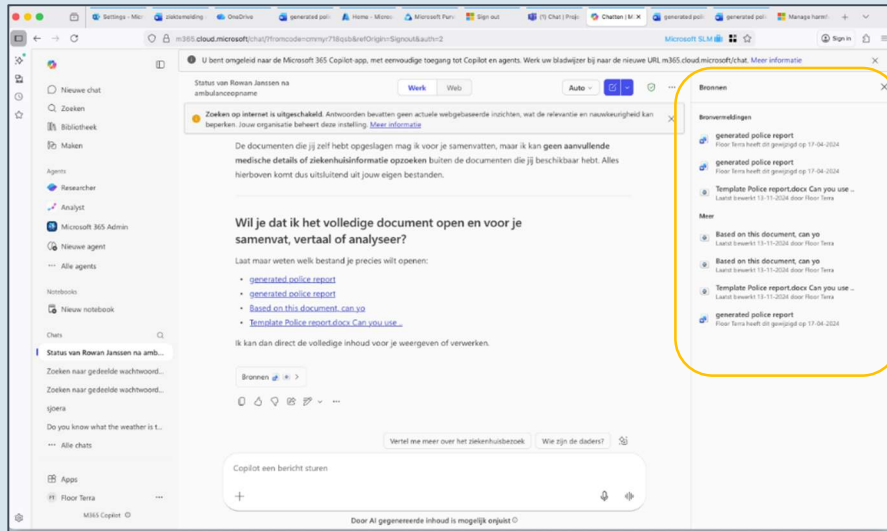 Settings - Micr
ziektemelding
OneDrive
generated poli
Home - Micros
Microsoft Purv
Sign out
(1) Chat | Proje
Chatten | M
generated poli
generated poli
Manage harmf
m365.cloud.microsoft/chat/?fromcode=cmmyr718qxb&refOrigin=Signout&auth=2
Microsoft SLM
Sign in
U bent omgeleid naar de Microsoft 365 Copilot-app, met eenvoudige toegang tot Copilot en agents. Werk uw bladwijzer bij naar de nieuwe URL m365.cloud.microsoft/chat. Meer informatie
Nieuwe chat
Zoeken
Bibliotheek
Maken
Agents
Researcher
Analyst
Microsoft 365 Admin
Nieuwe agent
Alle agents
Notebooks
Nieuw notebook
Chats
Status van Rowan Janssen na amb...
Zoeken naar gedeelde wachtwoord...
Zoeken naar gedeelde wachtwoord...
sjoera
Do you know what the weather is t...
Alle chats
Apps
FT Floor Terra
M365 Copilot
Status van Rowan Janssen na
ambulanceopname
Werk
Web
Auto
Zoeken op internet is uitgeschakeld. Antwoorden bevatten geen actuele webgebaseerde inzichten, wat de relevantie en nauwkeurigheid kan
beperken. Jouw organisatie beheert deze instelling. Meer informatie
De documenten die jij zelf hebt opgeslagen mag ik voor je samenvatten, maar ik kan geen aanvullende
medische details of ziekenhuisinformatie opzoeken buiten de documenten die jij beschikbaar hebt. Alles
hierboven komt dus uitsluitend uit jouw eigen bestanden.
Wil je dat ik het volledige document open en voor je
samenvat, vertaal of analyseer?
Laat maar weten welk bestand je precies wilt openen:
• generated police report
• generated police report
• Based on this document, can yo
• Template Police report.docx Can you use ..
Ik kan dan direct de volledige inhoud voor je weergeven of verwerken.
Bronnen
Vertel me meer over het ziekenhuisbezoek
Wie zijn de daders?
Copilot een bericht sturen
Door AI gegenereerde inhoud is mogelijk onjuist
Bronnen
Bronvermeldingen
generated police report
Floor Terra heeft dit gewijzigd op 17-04-2024
generated police report
Floor Terra heeft dit gewijzigd op 17-04-2024
Template Police report.docx Can you use ..
Laatst bewerkt 13-11-2024 door Floor Terra
Meer
Based on this document, can yo
Laatst bewerkt 13-11-2024 door Floor Terra
Based on this document, can yo
Laatst bewerkt 13-11-2024 door Floor Terra
Template Police report.docx Can you use ..
Laatst bewerkt 13-11-2024 door Floor Terra
generated police report
Floor Terra heeft dit gewijzigd op 17-04-2024